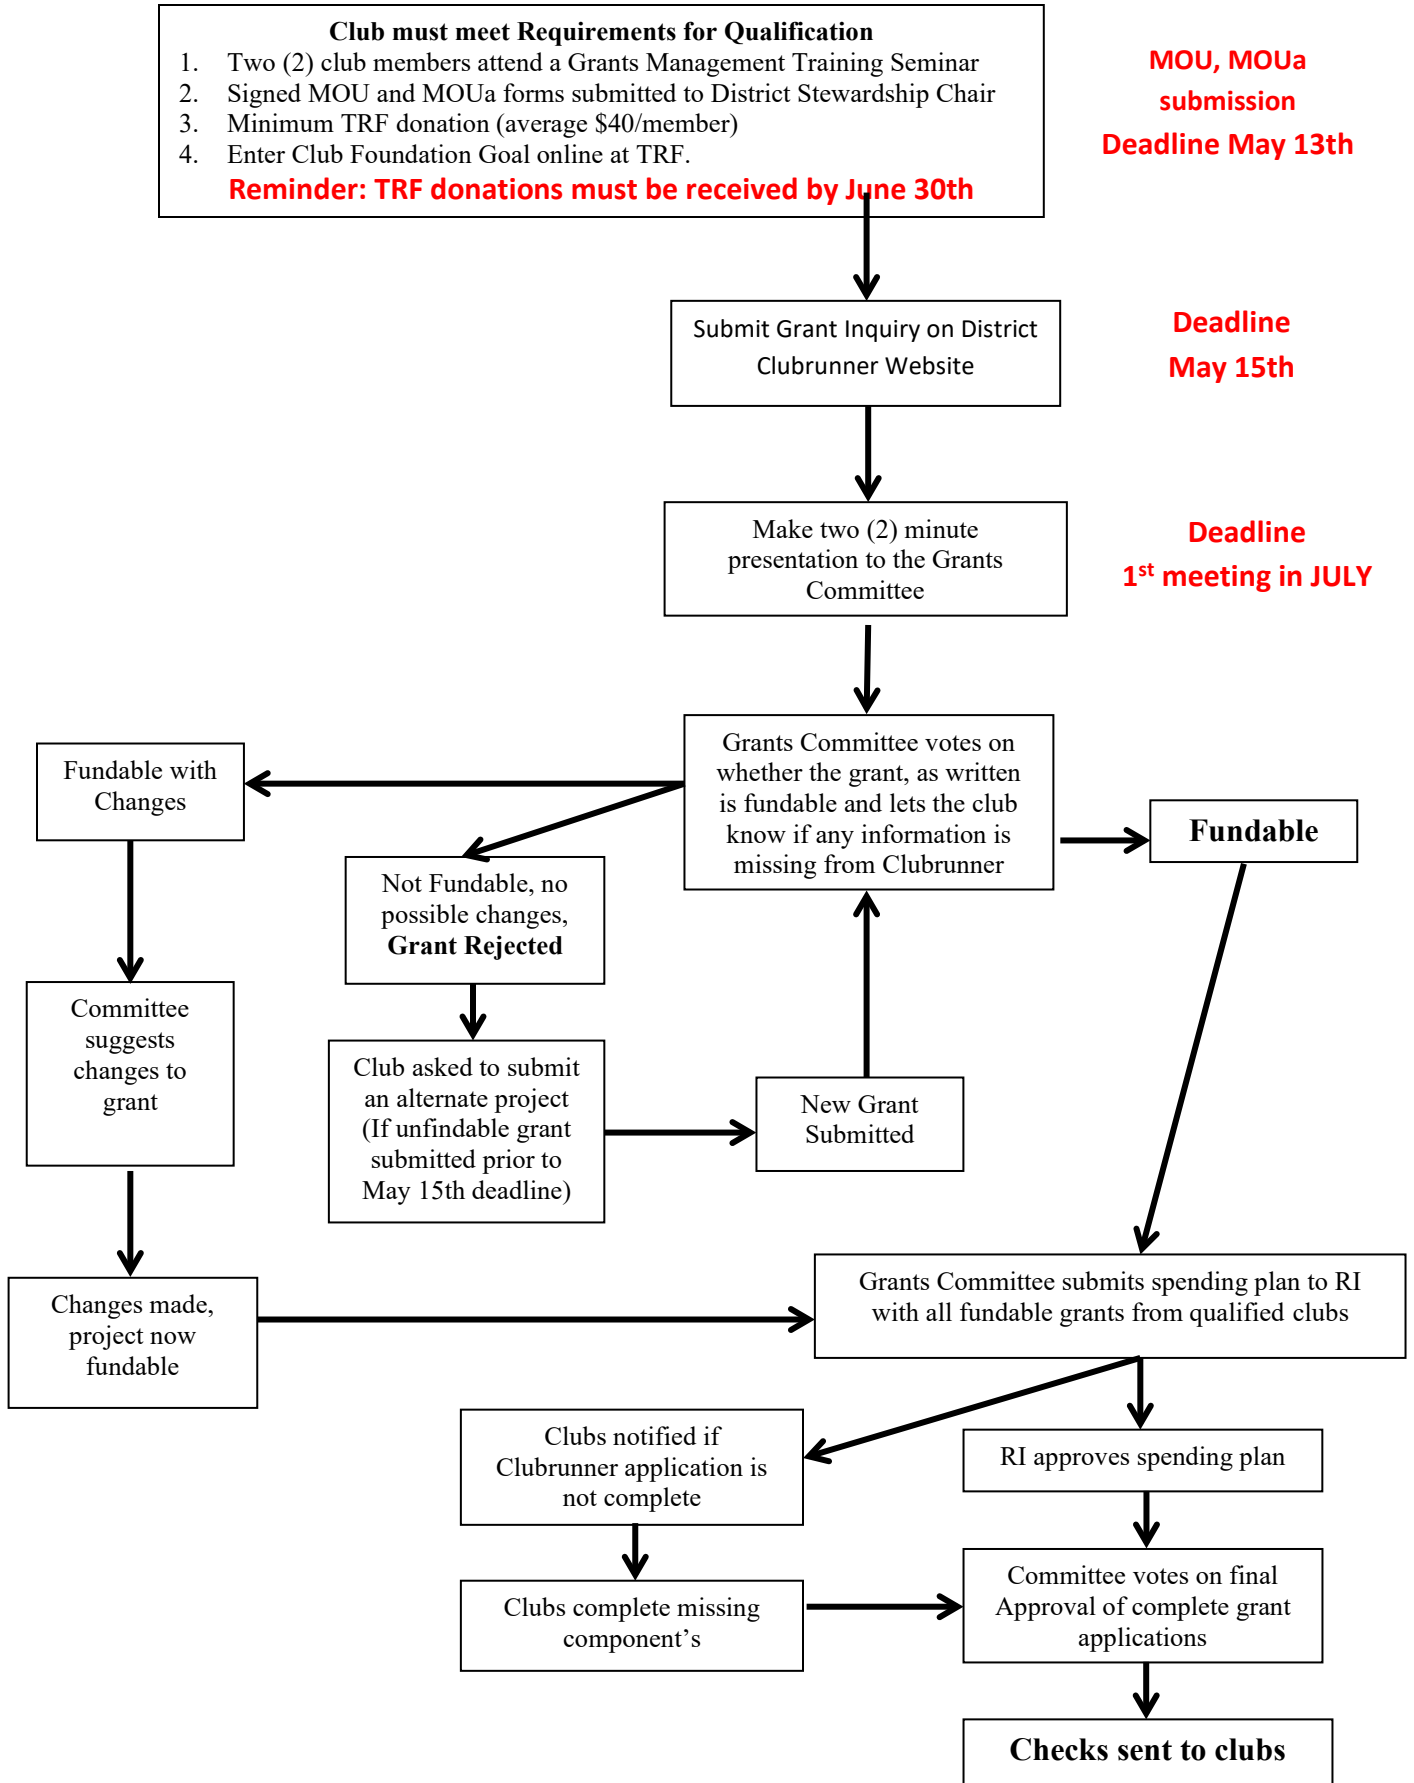 Club must meet Requirements for Qualification
1. Two (2) club members attend a Grants Management Training Seminar
2. Signed MOU and MOUa forms submitted to District Stewardship Chair
3. Minimum TRF donation (average $40/member)
4. Enter Club Foundation Goal online at TRF.
Reminder: TRF donations must be received by June 30th
MOU, MOUa
submission
Deadline May 13th
Submit Grant Inquiry on District
Clubrunner Website
Deadline
May 15th
Make two (2) minute
presentation to the Grants
Committee
Deadline
1st meeting in JULY
Grants Committee votes on
whether the grant, as written
is fundable and lets the club
know if any information is
missing from Clubrunner
Fundable with
Changes
Fundable
Not Fundable, no
possible changes,
Grant Rejected
Committee
suggests
changes to
grant
Club asked to submit
an alternate project
(If unfindable grant
submitted prior to
May 15th deadline)
New Grant
Submitted
Changes made,
project now
fundable
Grants Committee submits spending plan to RI
with all fundable grants from qualified clubs
Clubs notified if
Clubrunner application is
not complete
RI approves spending plan
Clubs complete missing
component’s
Committee votes on final
Approval of complete grant
applications
Checks sent to clubs